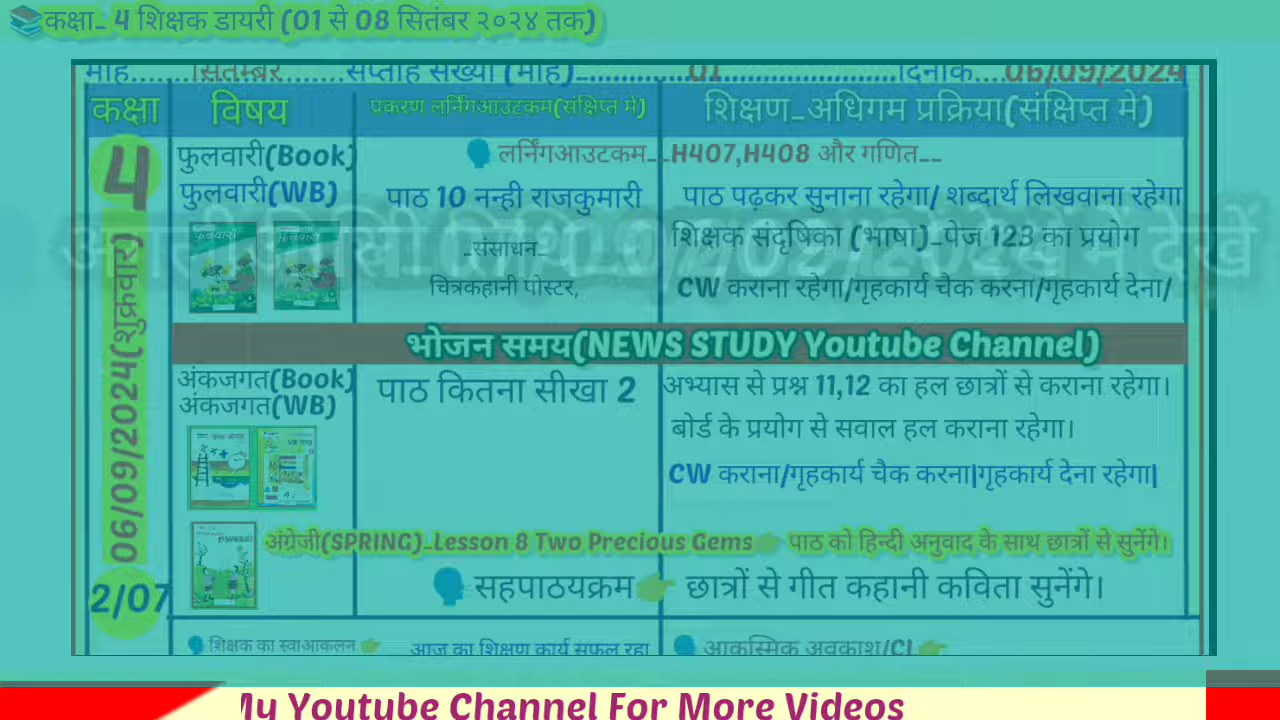 कक्षा_ 4 शिक्षक डायरी (01 से 08 सितंबर २०२४ तक)
माह.......सितम्बर........सप्ताह संख्या (माह)_.............01......................दिनांक....06/09/2024
कक्षा विषय प्रकरण लर्निंगआउटकम(संक्षिप्त मे) शिक्षण_अधिगम प्रक्रिया(संक्षिप्त मे)
4
06/09/2024(शुक्रवार)
2/07
फुलवारी(Book)
फुलवारी(WB)
लर्निंगआउटकम__H407,H408 और गणित__
पाठ 10 नन्ही राजकुमारी
_संसाधन_
चित्रकहानी पोस्टर,
पाठ पढ़कर सुनाना रहेगा/ शब्दार्थ लिखवाना रहेगा
शिक्षक संदृषिका (भाषा)_पेज 123 का प्रयोग
CW कराना रहेगा/गृहकार्य चैक करना/गृहकार्य देना/
भोजन समय(NEWS STUDY Youtube Channel)
अंकजगत(Book)
अंकजगत(WB)
पाठ कितना सीखा 2
अभ्यास से प्रश्न 11,12 का हल छात्रों से कराना रहेगा।
बोर्ड के प्रयोग से सवाल हल कराना रहेगा।
CW कराना/गृहकार्य चैक करना|गृहकार्य देना रहेगा|
अंग्रेजी(SPRING)_Lesson 8 Two Precious Gems पाठ को हिन्दी अनुवाद के साथ छात्रों से सुनेंगे।
सहपाठयक्रम छात्रों से गीत कहानी कविता सुनेंगे।
शिक्षक का स्वाआकलन आज का शिक्षण कार्य सफल रहा आकस्मिक अवकाश/CL
My Youtube Channel For More Videos